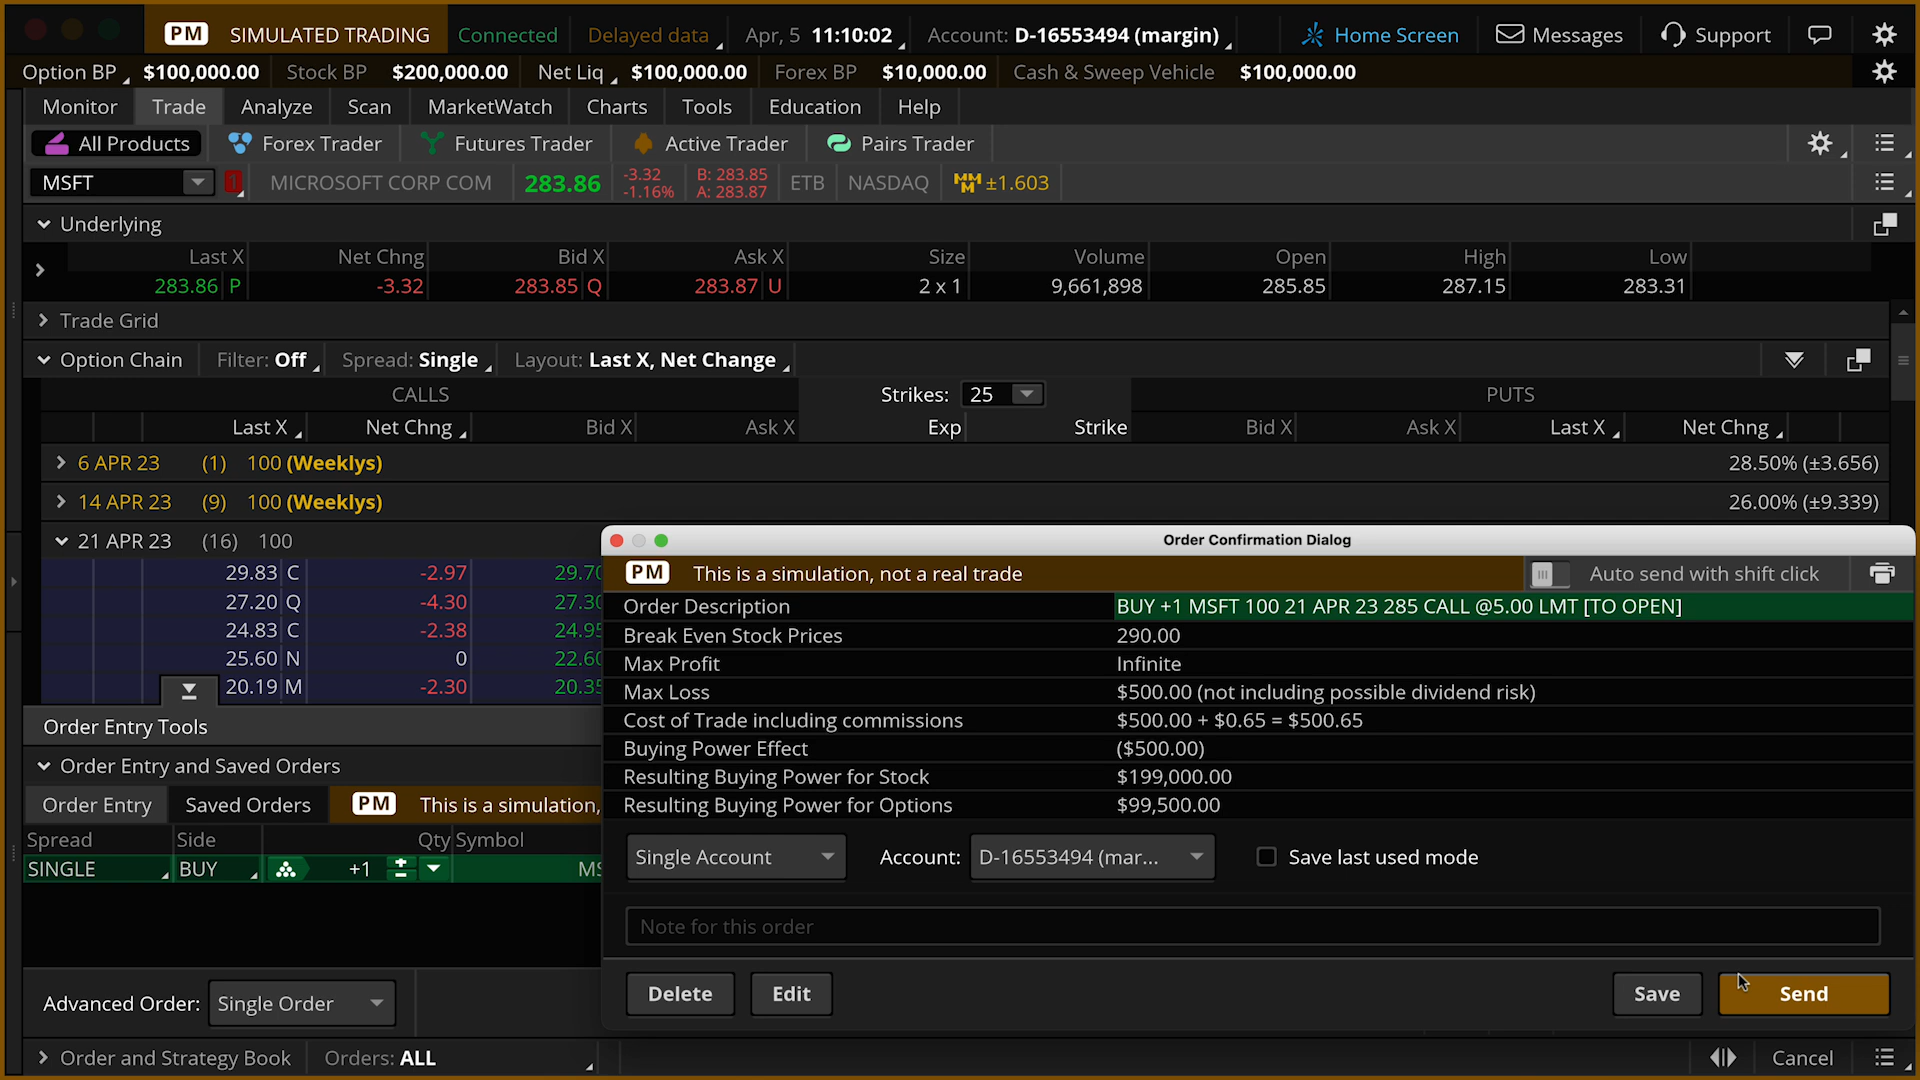 PM SIMULATED TRADING Connected Delayed data Apr, 5 11:10:02 Account: D-16553494 (margin) Home Screen Messages Support
Option BP $100,000.00 Stock BP $200,000.00 Net Liq $100,000.00 Forex BP $10,000.00 Cash & Sweep Vehicle $100,000.00
Monitor Trade Analyze Scan MarketWatch Charts Tools Education Help
All Products Forex Trader Futures Trader Active Trader Pairs Trader
MSFT 1 MICROSOFT CORP COM 283.86 -3.32 -1.16% B: 283.85 A: 283.87 ETB NASDAQ MMM ±1.603
Underlying
Last X Net Chng Bid X Ask X Size Volume Open High Low
283.86 P -3.32 283.85 Q 283.87 U 2 x 1 9,661,898 285.85 287.15 283.31
Trade Grid
Option Chain Filter: Off Spread: Single Layout: Last X, Net Change
CALLS Strikes: 25 PUTS
Last X Net Chng Bid X Ask X Exp Strike Bid X Ask X Last X Net Chng
6 APR 23 (1) 100 (Weeklys) 28.50% (±3.656)
14 APR 23 (9) 100 (Weeklys) 26.00% (±9.339)
21 APR 23 (16) 100
29.83 C -2.97 29.70
27.20 Q -4.30 27.30
24.83 C -2.38 24.95
25.60 N 0 22.60
20.19 M -2.30 20.35
Order Confirmation Dialog
PM This is a simulation, not a real trade Auto send with shift click
Order Description BUY +1 MSFT 100 21 APR 23 285 CALL @5.00 LMT [TO OPEN]
Break Even Stock Prices 290.00
Max Profit Infinite
Max Loss $500.00 (not including possible dividend risk)
Cost of Trade including commissions $500.00 + $0.65 = $500.65
Buying Power Effect ($500.00)
Resulting Buying Power for Stock $199,000.00
Resulting Buying Power for Options $99,500.00
Single Account Account: D-16553494 (mar... Save last used mode
Note for this order
Delete Edit Save Send
Order Entry Tools
Order Entry and Saved Orders
Order Entry Saved Orders PM This is a simulation,
Spread Side Qty Symbol
SINGLE BUY +1 MS
Advanced Order: Single Order
Order and Strategy Book Orders: ALL Cancel